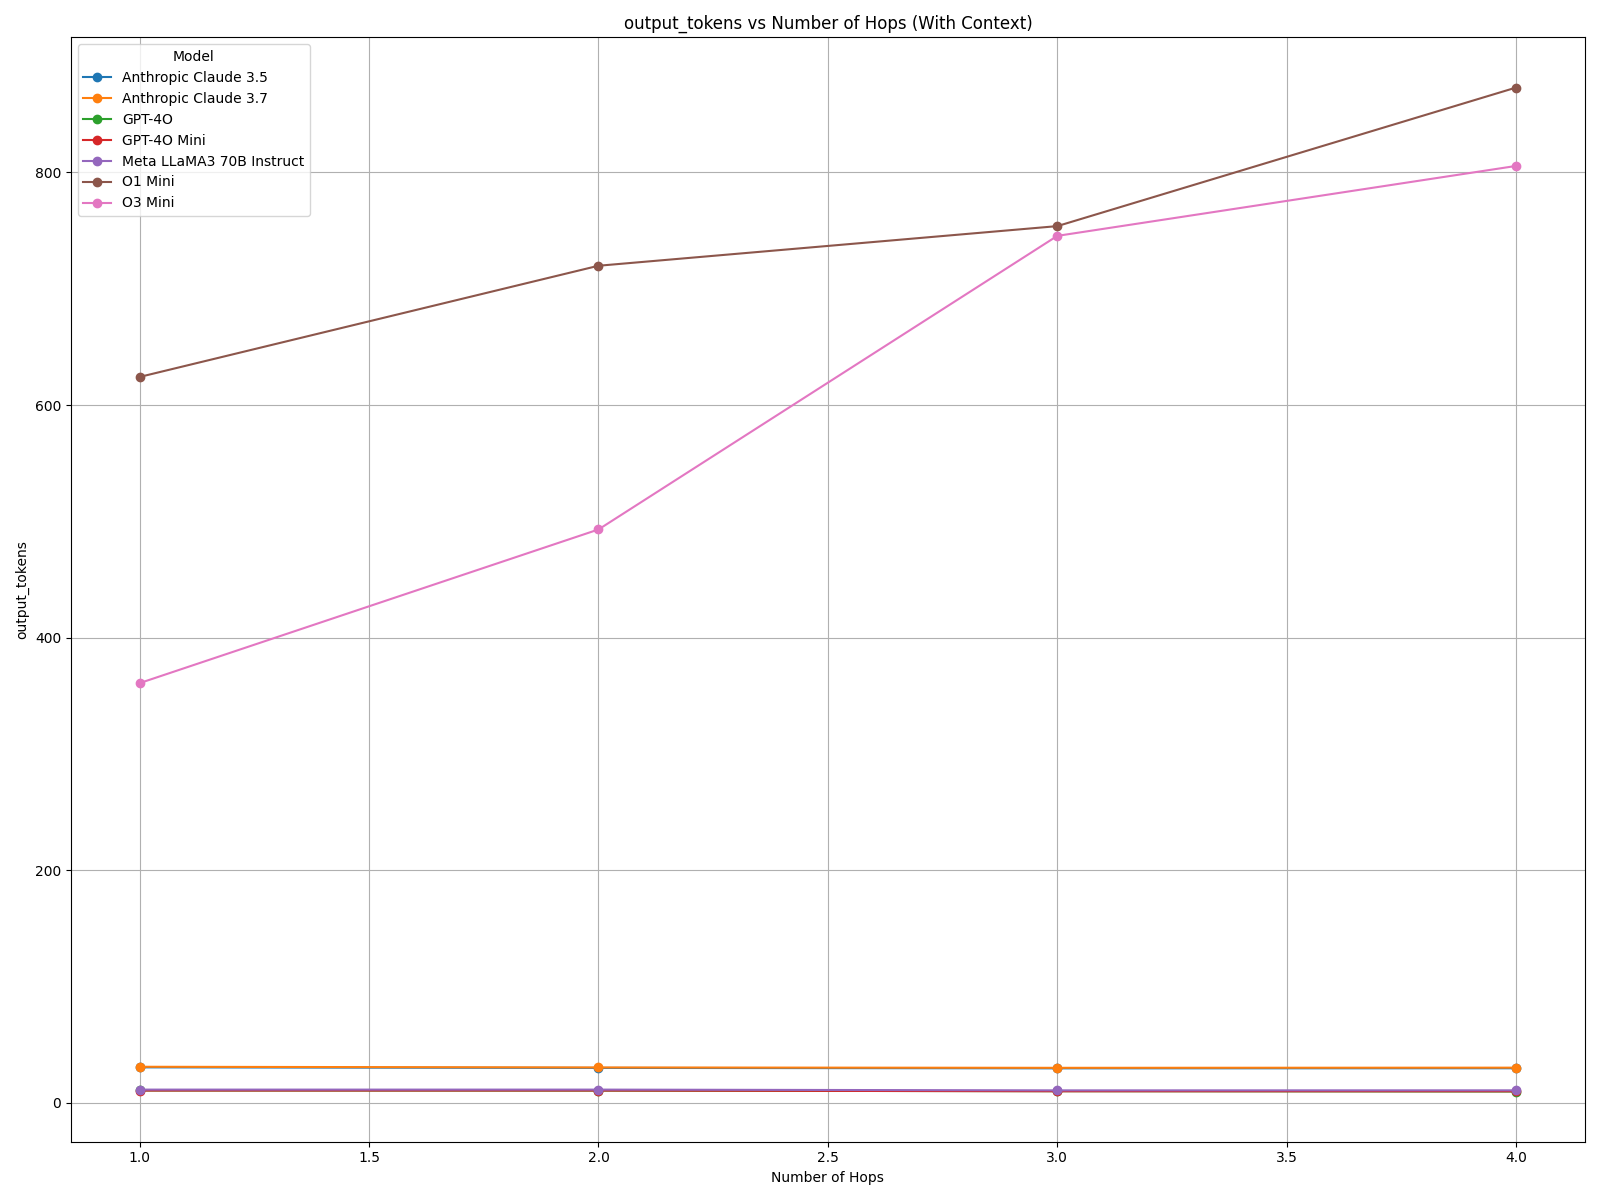 output_tokens vs Number of Hops (With Context)
Model
Anthropic Claude 3.5
Anthropic Claude 3.7
GPT-4O
GPT-4O Mini
Meta LLaMA3 70B Instruct
O1 Mini
O3 Mini
800
600
400
200
0
output_tokens
1.0 1.5 2.0 2.5 3.0 3.5 4.0
Number of Hops